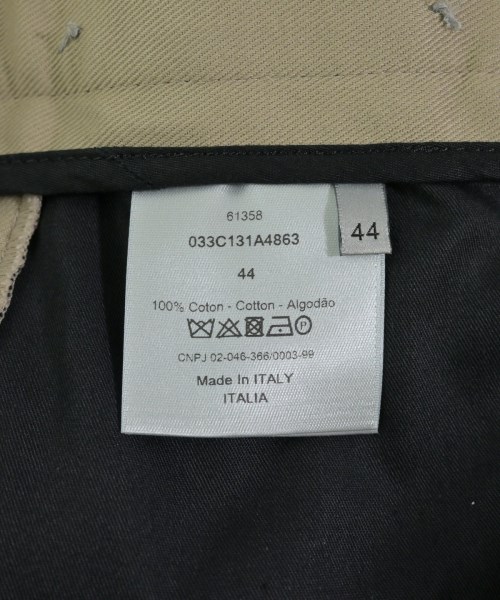 61358
033C131A4863
44
44
100% Coton - Cotton - Algodão
P
CNPJ 02-046-366/0003-99
Made In ITALY
ITALIA